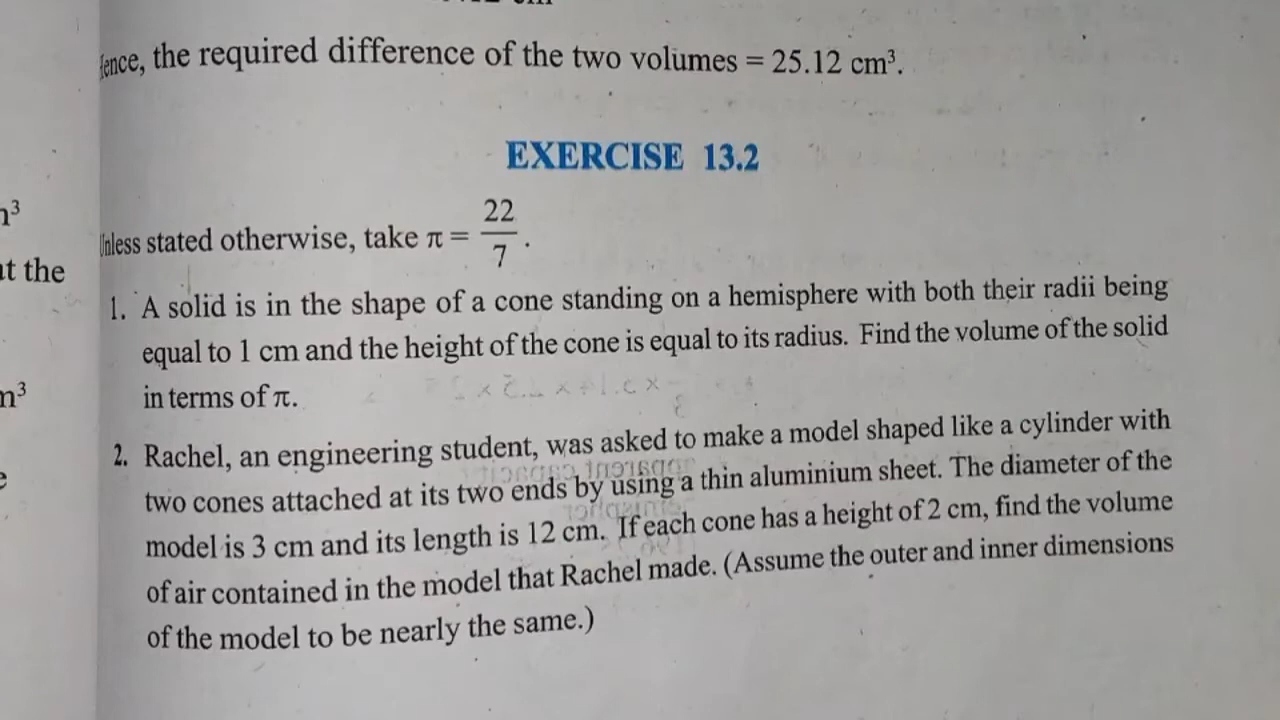 the required difference of the two volumes = 25.12 cm³.
EXERCISE 13.2
Unless stated otherwise, take π = 22/7.
n³
at the
1. A solid is in the shape of a cone standing on a hemisphere with both their radii being
equal to 1 cm and the height of the cone is equal to its radius. Find the volume of the solid
in terms of π.
m³
2. Rachel, an engineering student, was asked to make a model shaped like a cylinder with
two cones attached at its two ends by using a thin aluminium sheet. The diameter of the
model is 3 cm and its length is 12 cm. If each cone has a height of 2 cm, find the volume
of air contained in the model that Rachel made. (Assume the outer and inner dimensions
of the model to be nearly the same.)